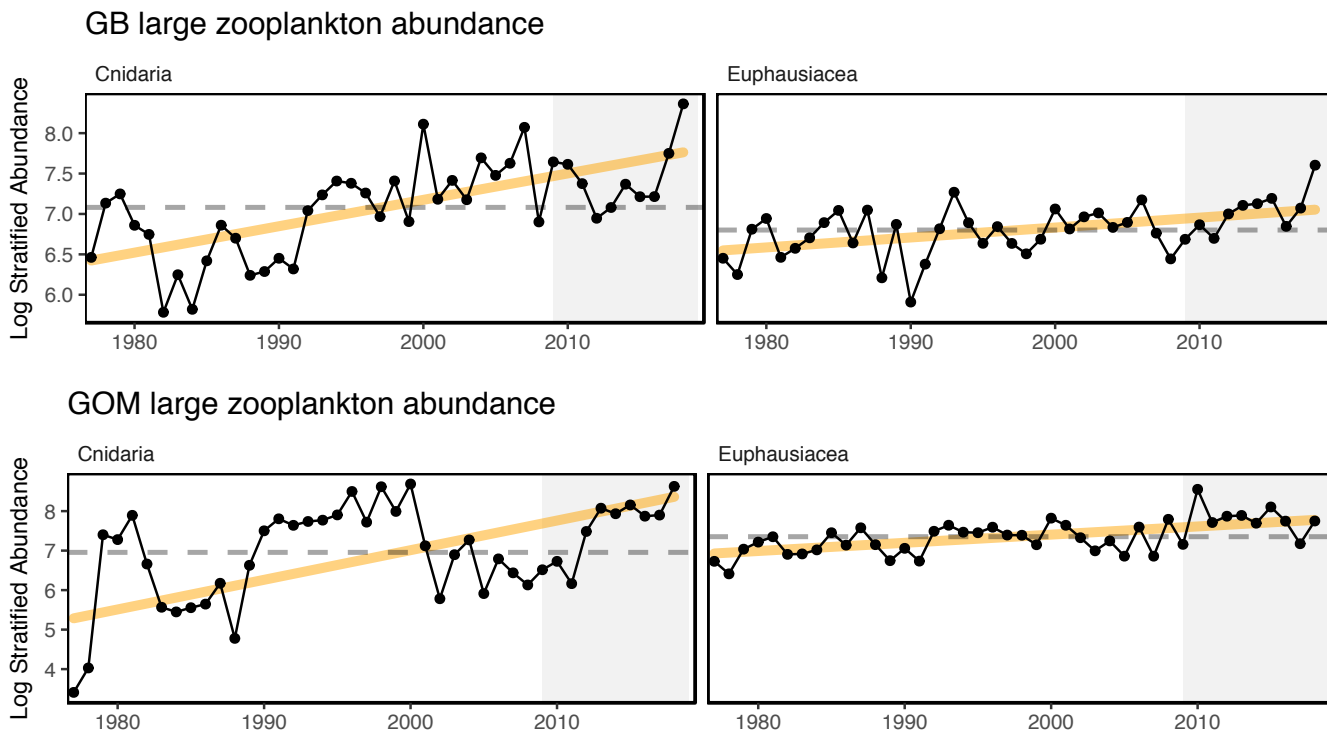 GB large zooplankton abundance
Cnidaria
Euphausiacea
Log Stratified Abundance
8.0
7.5
7.0
6.5
6.0
1980 1990 2000 2010
1980 1990 2000 2010
GOM large zooplankton abundance
Cnidaria
Euphausiacea
Log Stratified Abundance
8
7
6
5
4
1980 1990 2000 2010
1980 1990 2000 2010